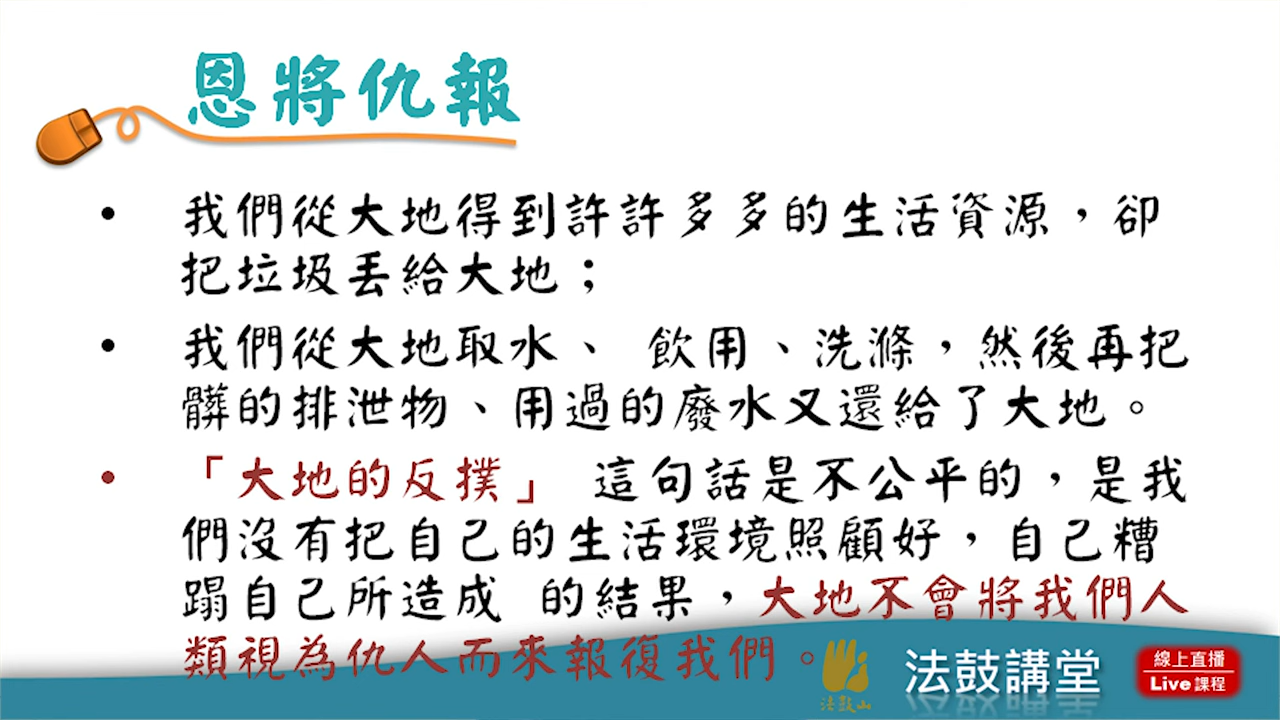 恩將仇報
• 我們從大地得到許許多多的生活資源，卻
把垃圾丟給大地；
• 我們從大地取水、 飲用、洗滌，然後再把
髒的排泄物、用過的廢水又還給了大地。
• 「大地的反撲」 這句話是不公平的，是我
們沒有把自己的生活環境照顧好，自己糟
蹋自己所造成 的結果，大地不會將我們人
類視為仇人而來報復我們。
法鼓山
法鼓講堂
線上直播
Live 課程